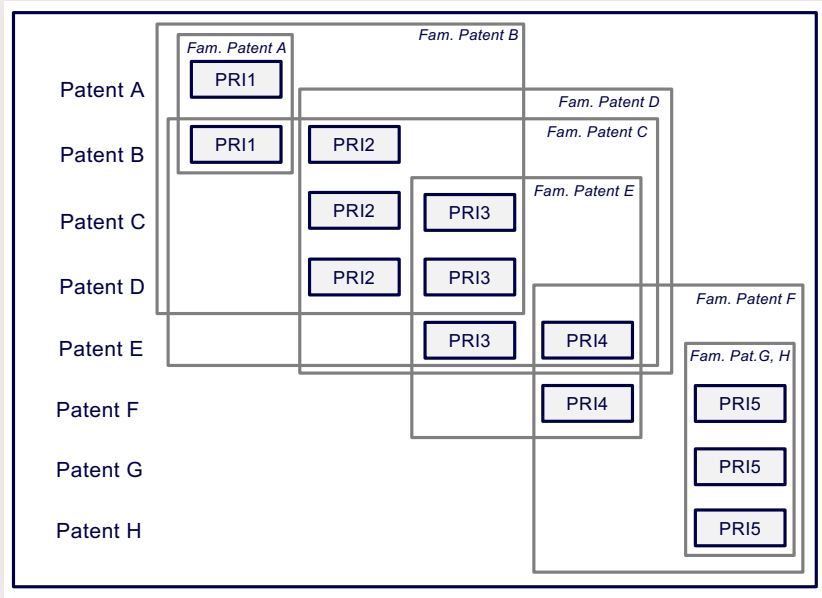 Fam. Patent B
Fam. Patent A
Patent A PRI1
Fam. Patent D
Fam. Patent C
Patent B PRI1 PRI2
Fam. Patent E
Patent C PRI2 PRI3
Patent D PRI2 PRI3
Fam. Patent F
Patent E PRI3 PRI4
Fam. Pat.G, H
Patent F PRI4 PRI5
Patent G PRI5
Patent H PRI5